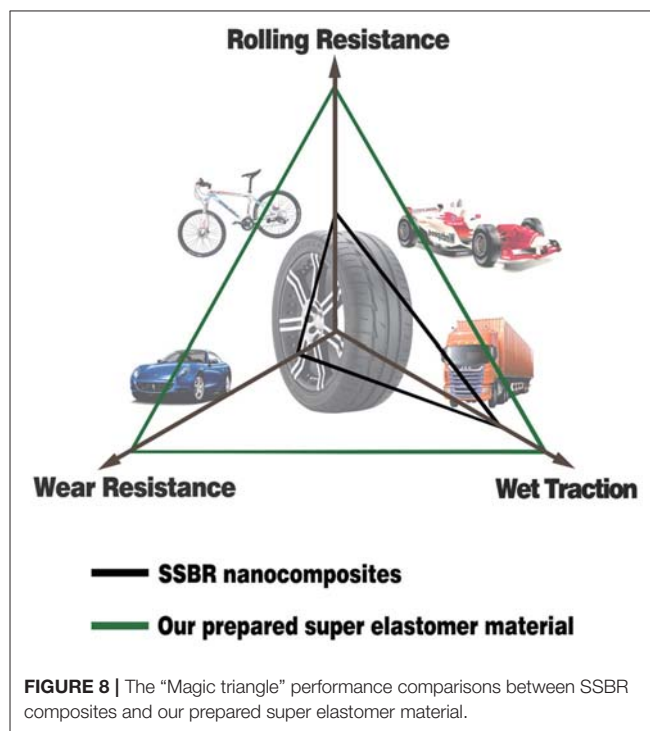 Rolling Resistance
Wear Resistance
Wet Traction
SSBR nanocomposites
Our prepared super elastomer material
FIGURE 8 | The “Magic triangle” performance comparisons between SSBR
composites and our prepared super elastomer material.